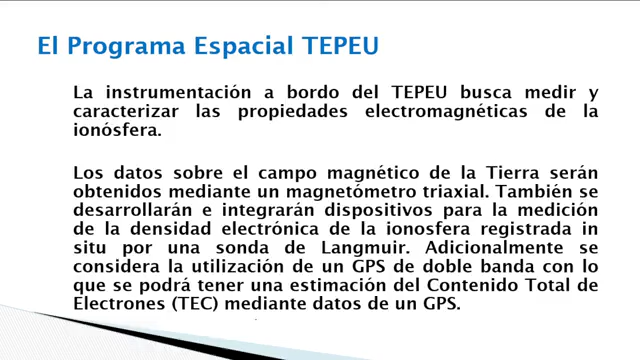 El Programa Espacial TEPEU
La instrumentación a bordo del TEPEU busca medir y
caracterizar las propiedades electromagnéticas de la
ionósfera.
Los datos sobre el campo magnético de la Tierra serán
obtenidos mediante un magnetómetro triaxial. También se
desarrollarán e integrarán dispositivos para la medición
de la densidad electrónica de la ionosfera registrada in
situ por una sonda de Langmuir. Adicionalmente se
considera la utilización de un GPS de doble banda con lo
que se podrá tener una estimación del Contenido Total de
Electrones (TEC) mediante datos de un GPS.